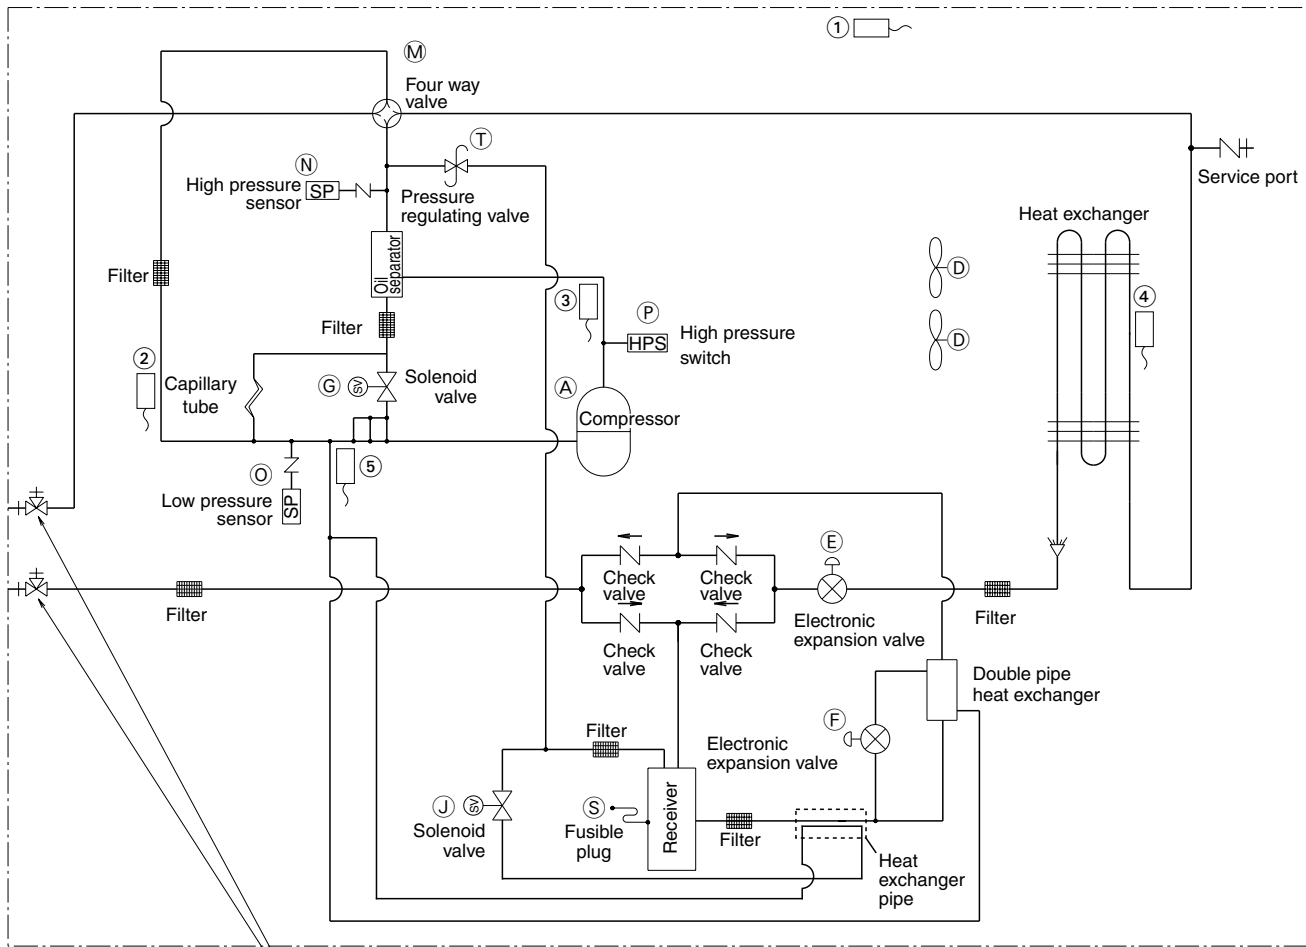 1
M
Four way
valve
T
N
High pressure
sensor
SP
Pressure
regulating valve
Service port
Heat exchanger
Oil
separator
Filter
D
3
4
P
HPS
High pressure
switch
Filter
D
2
Capillary
tube
G
SV
Solenoid
valve
A
Compressor
5
O
Low pressure
sensor
SP
E
Check
valve
Check
valve
Filter
Electronic
expansion valve
Filter
Check
valve
Check
valve
Double pipe
heat exchanger
F
Filter
Electronic
expansion valve
J
SV
Solenoid
valve
S
Fusible
plug
Receiver
Filter
Heat
exchanger
pipe